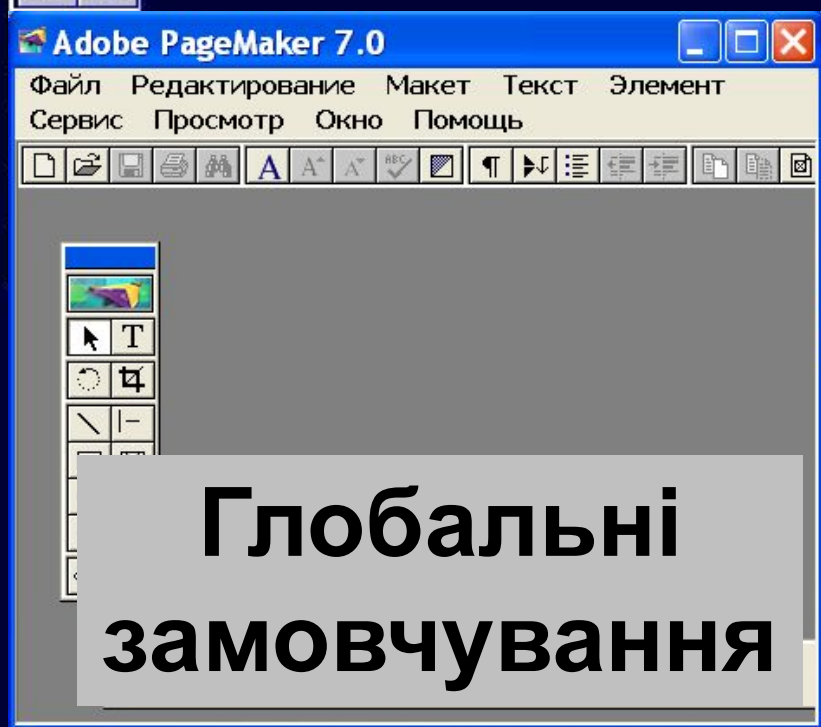 Adobe PageMaker 7.0
Файл Редактирование Макет Текст Элемент
Сервис Просмотр Окно Помощь
Глобальні
замовчування